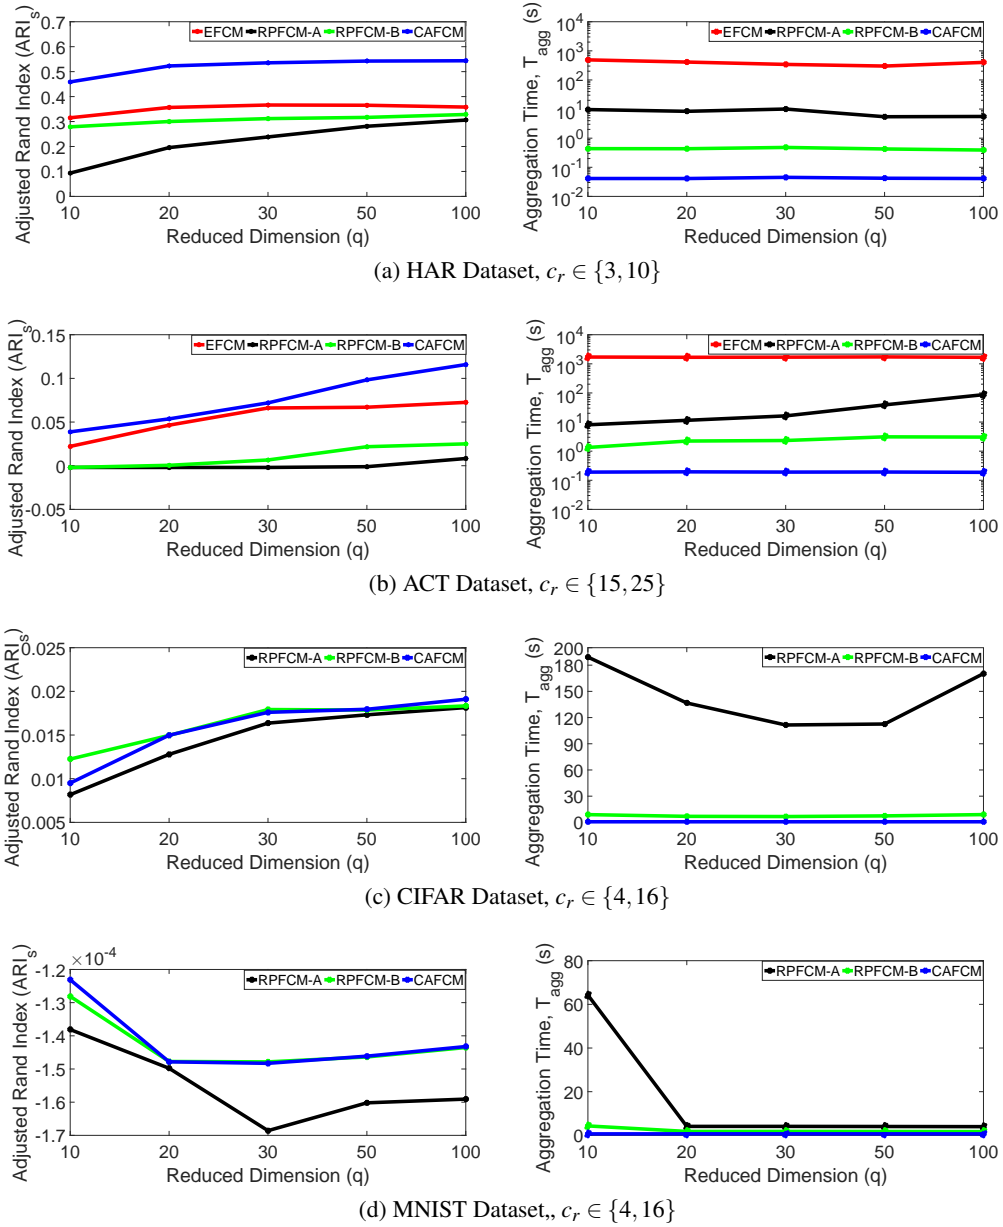 0.7
0.6
0.5
0.4
0.3
0.2
0.1
0
Adjusted Rand Index (ARI_s)
EFCM RPFCM-A RPFCM-B CAFCM
10 20 30 50 100
Reduced Dimension (q)
10^4
10^3
10^2
10^1
10^0
10^-1
10^-2
Aggregation Time, T_agg (s)
EFCM RPFCM-A RPFCM-B CAFCM
10 20 30 50 100
Reduced Dimension (q)
(a) HAR Dataset, c_r ∈ {3,10}
0.15
0.1
0.05
0
-0.05
Adjusted Rand Index (ARI_s)
EFCM RPFCM-A RPFCM-B CAFCM
10 20 30 50 100
Reduced Dimension (q)
10^4
10^3
10^2
10^1
10^0
10^-1
10^-2
Aggregation Time, T_agg (s)
EFCM RPFCM-A RPFCM-B CAFCM
10 20 30 50 100
Reduced Dimension (q)
(b) ACT Dataset, c_r ∈ {15,25}
0.025
0.02
0.015
0.01
0.005
Adjusted Rand Index (ARI_s)
RPFCM-A RPFCM-B CAFCM
10 20 30 50 100
Reduced Dimension (q)
200
180
150
120
90
60
30
0
Aggregation Time, T_agg (s)
RPFCM-A RPFCM-B CAFCM
10 20 30 50 100
Reduced Dimension (q)
(c) CIFAR Dataset, c_r ∈ {4,16}
×10^-4
-1.2
-1.3
-1.4
-1.5
-1.6
-1.7
Adjusted Rand Index (ARI_s)
RPFCM-A RPFCM-B CAFCM
10 20 30 50 100
Reduced Dimension (q)
80
60
40
20
0
Aggregation Time, T_agg (s)
RPFCM-A RPFCM-B CAFCM
10 20 30 50 100
Reduced Dimension (q)
(d) MNIST Dataset,, c_r ∈ {4,16}